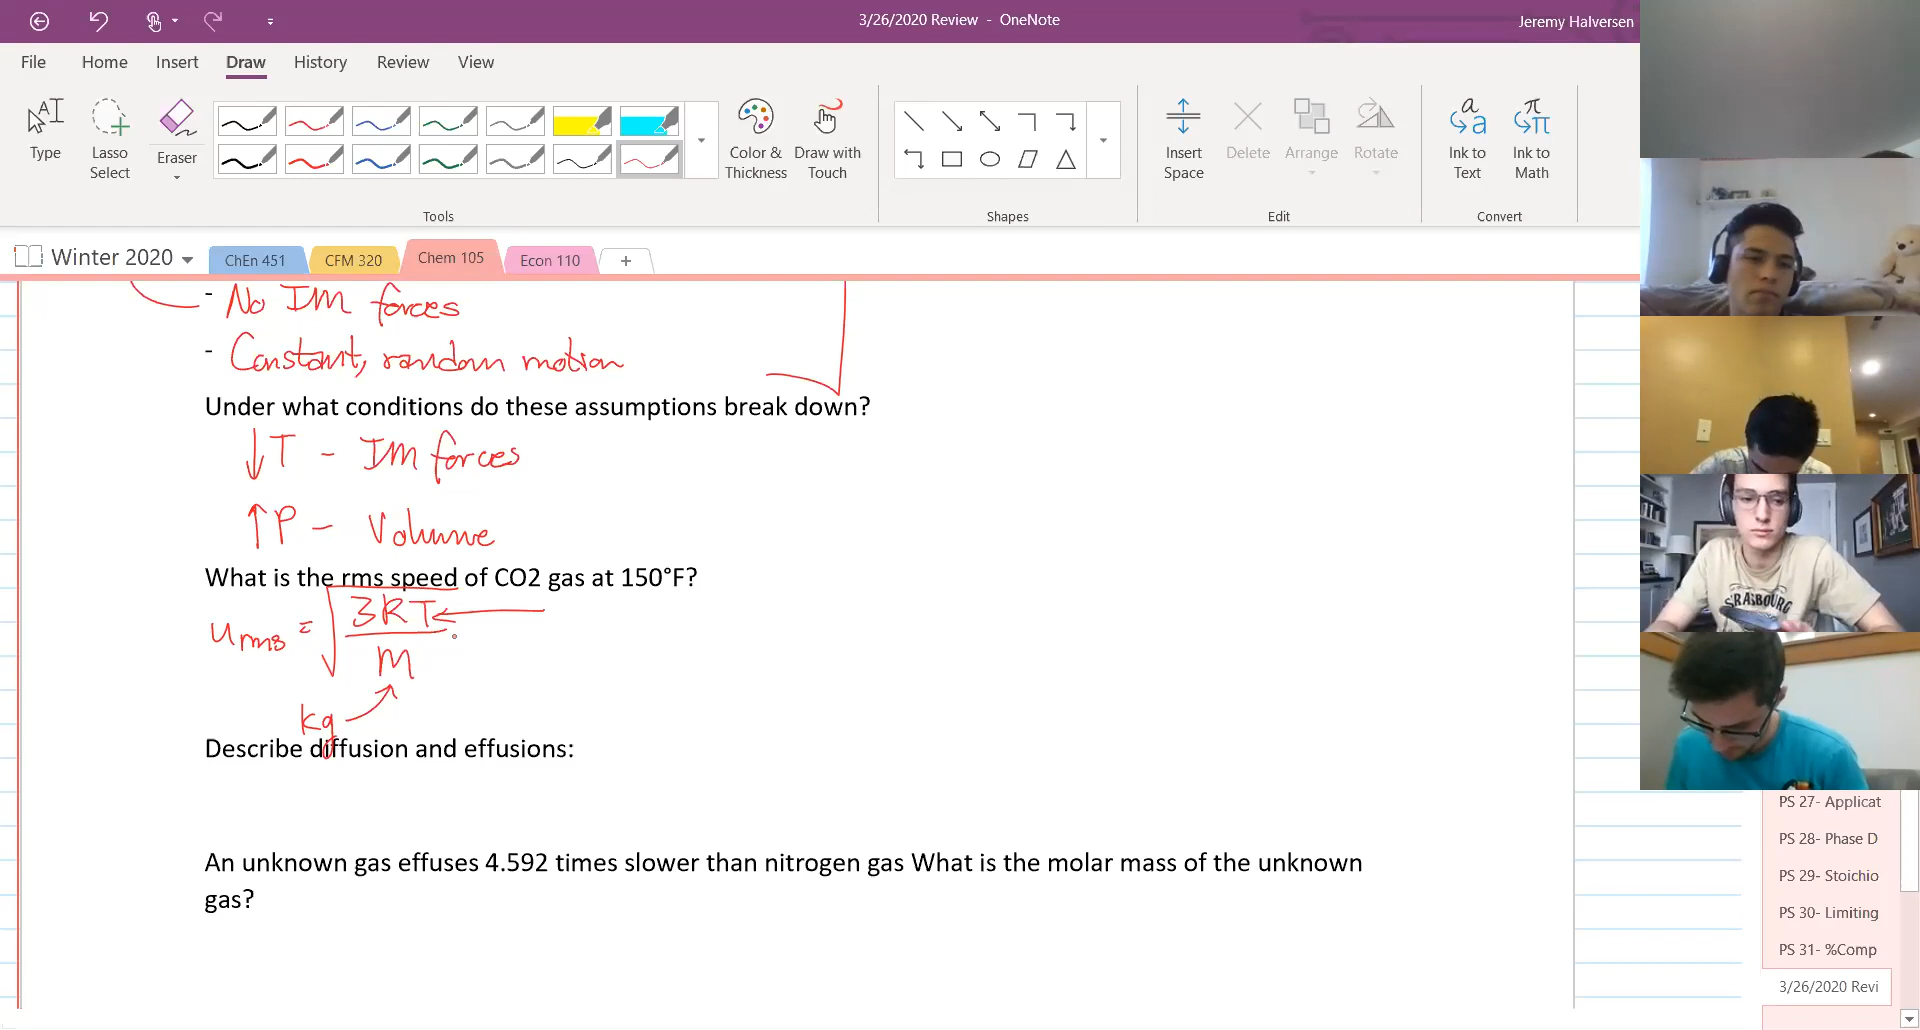 3/26/2020 Review - OneNote
Jeremy Halversen
File Home Insert Draw History Review View
Type
Lasso Select
Eraser
Color & Thickness
Draw with Touch
Insert Space
Delete
Arrange
Rotate
Ink to Text
Ink to Math
Tools
Shapes
Edit
Convert
Winter 2020
ChEn 451
CFM 320
Chem 105
Econ 110
- No IM forces
- Constant, random motion
Under what conditions do these assumptions break down?
↓T - IM forces
↑P - Volume
What is the rms speed of CO2 gas at 150°F?
urms = √3RT/M
kg
Describe diffusion and effusions:
An unknown gas effuses 4.592 times slower than nitrogen gas What is the molar mass of the unknown
gas?
PS 27- Applicat
PS 28- Phase D
PS 29- Stoichio
PS 30- Limiting
PS 31- %Comp
3/26/2020 Revi